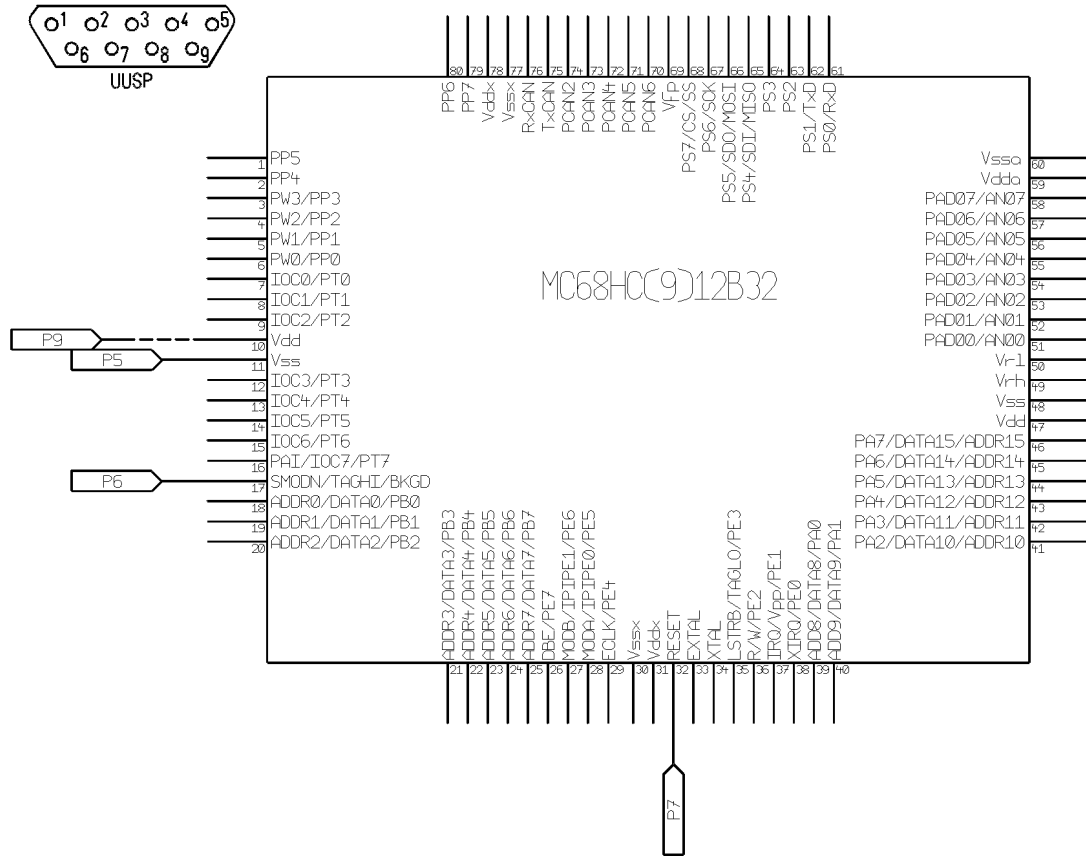 1 2 3 4 5
6 7 8 9
UUSP
80 79 78 77 76 75 74 73 72 71 70 69 68 67 66 65 64 63 62 61
PP6
PP7
Vddx
Vssx
RxCAN
TxCAN
PCAN2
PCAN3
PCAN4
PCAN5
PCAN6
Vfp
PS7/CS/SS
PS6/SCK
PS5/SDO/MOSI
PS4/SDI/MISO
PS3
PS2
PS1/TxD
PS0/RxD
1 PP5
2 PP4
3 PW3/PP3
4 PW2/PP2
5 PW1/PP1
6 PW0/PP0
7 IOC0/PT0
8 IOC1/PT1
9 IOC2/PT2
P9 10 Vdd
P5 11 Vss
12 IOC3/PT3
13 IOC4/PT4
14 IOC5/PT5
15 IOC6/PT6
16 PAI/IOC7/PT7
P6 17 SMODN/TAGHI/BKGD
18 ADDR0/DATA0/PB0
19 ADDR1/DATA1/PB1
20 ADDR2/DATA2/PB2
MC68HC(9)12B32
Vssa 60
Vdda 59
PAD07/AN07 58
PAD06/AN06 57
PAD05/AN05 56
PAD04/AN04 55
PAD03/AN03 54
PAD02/AN02 53
PAD01/AN01 52
PAD00/AN00 51
Vrl 50
Vrh 49
Vss 48
Vdd 47
PA7/DATA15/ADDR15 46
PA6/DATA14/ADDR14 45
PA5/DATA13/ADDR13 44
PA4/DATA12/ADDR12 43
PA3/DATA11/ADDR11 42
PA2/DATA10/ADDR10 41
ADDR3/DATA3/PB3
ADDR4/DATA4/PB4
ADDR5/DATA5/PB5
ADDR6/DATA6/PB6
ADDR7/DATA7/PB7
DBE/PE7
MODB/IPIPE1/PE6
MODA/IPIPE0/PE5
ECLK/PE4
Vssx
Vddx
RESET
EXTAL
XTAL
LSTRB/TAGLO/PE3
R/W/PE2
IRQ/Vpp/PE1
XIRQ/PE0
ADD8/DATA8/PA0
ADD9/DATA9/PA1
21 22 23 24 25 26 27 28 29 30 31 32 33 34 35 36 37 38 39 40
P7